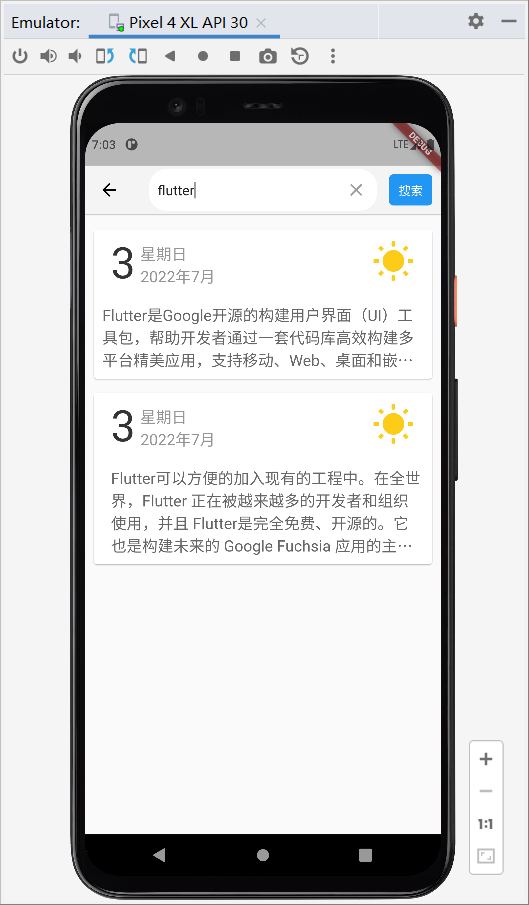 Emulator: Pixel 4 XL API 30
7:03 LTE
DEBUG
flutter 搜索
3 星期日
2022年7月
Flutter是Google开源的构建用户界面（UI）工
具包，帮助开发者通过一套代码库高效构建多
平台精美应用，支持移动、Web、桌面和嵌…
3 星期日
2022年7月
Flutter可以方便的加入现有的工程中。在全世
界，Flutter 正在被越来越多的开发者和组织
使用，并且 Flutter是完全免费、开源的。它
也是构建未来的 Google Fuchsia 应用的主…
1:1